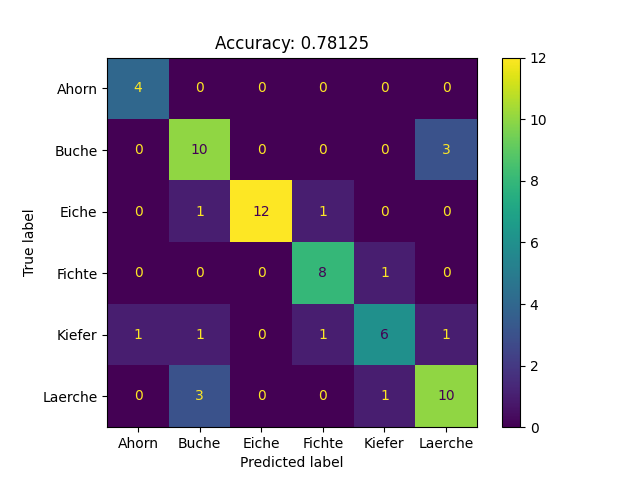 Accuracy: 0.78125
True label
Ahorn 4 0 0 0 0 0
Buche 0 10 0 0 0 3
Eiche 0 1 12 1 0 0
Fichte 0 0 0 8 1 0
Kiefer 1 1 0 1 6 1
Laerche 0 3 0 0 1 10
Ahorn Buche Eiche Fichte Kiefer Laerche
Predicted label
12
10
8
6
4
2
0